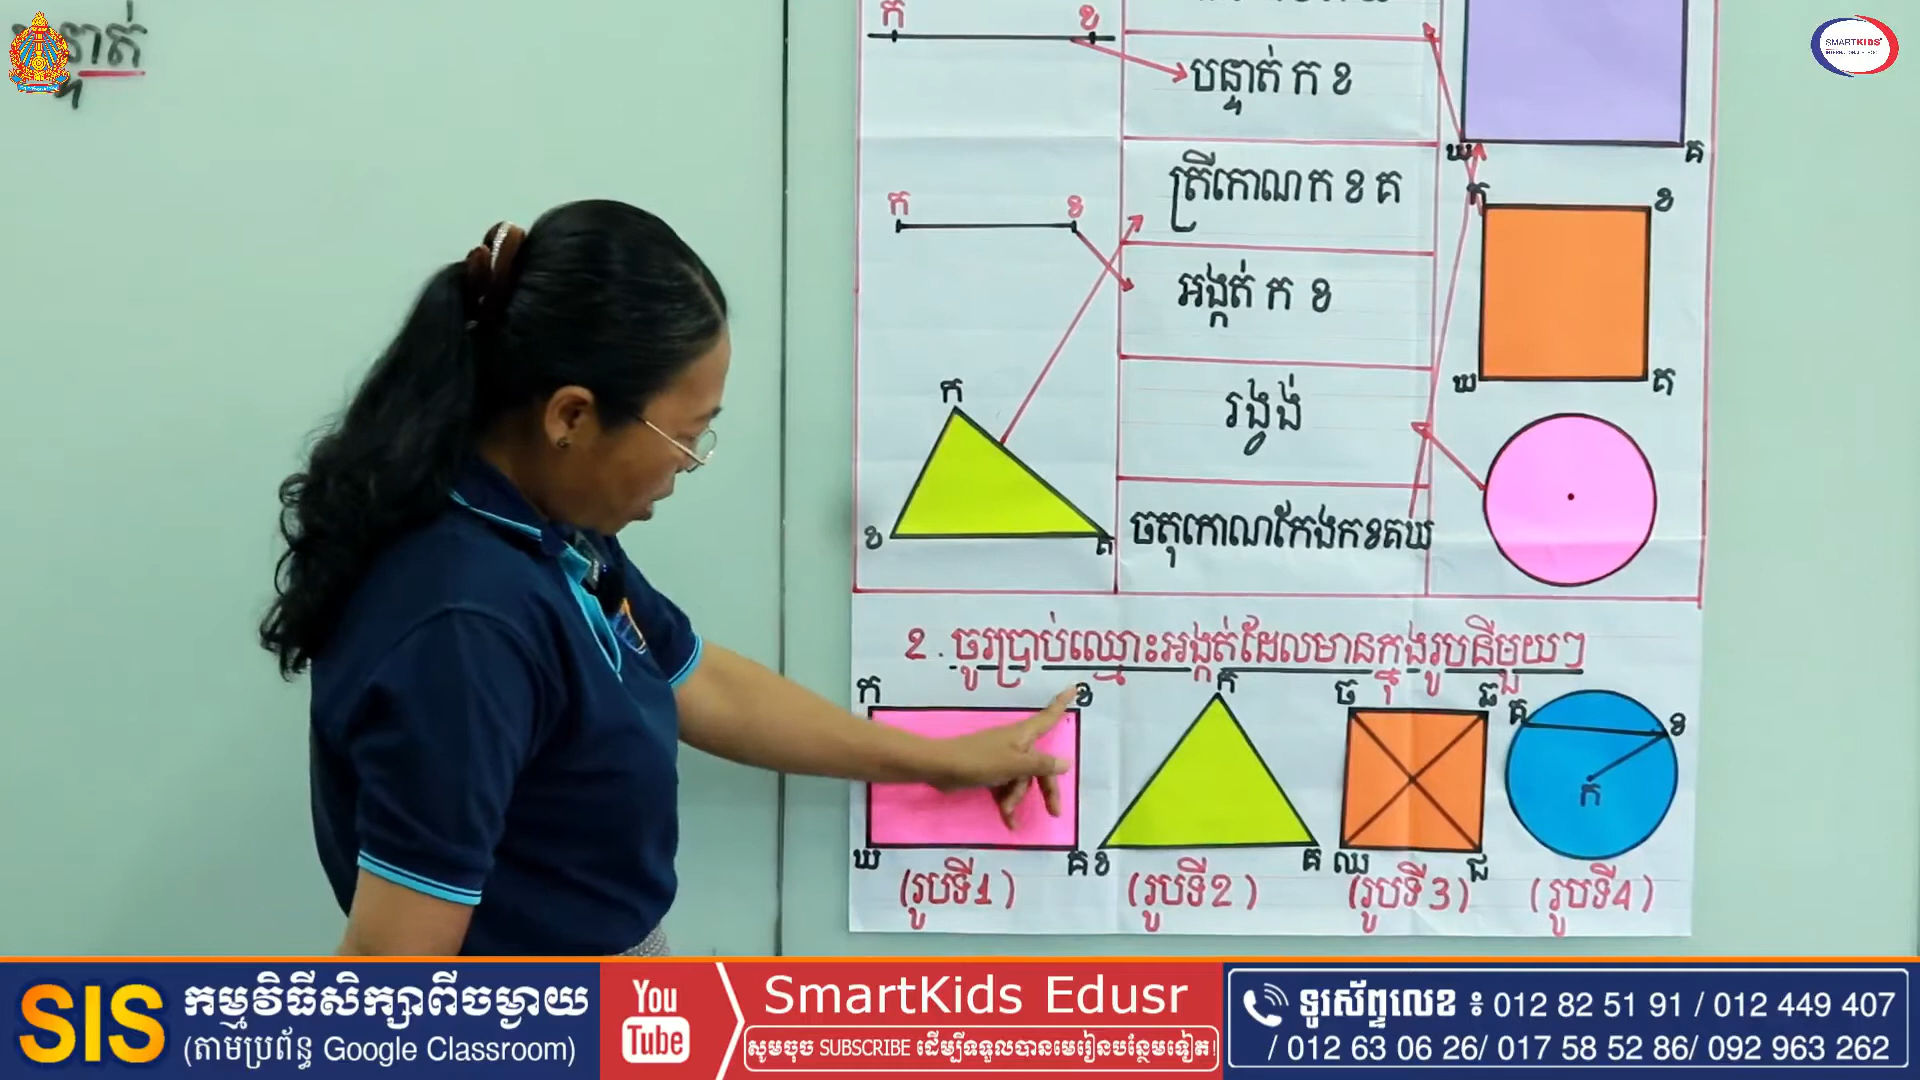 ក
ខ
បន្ទាត់ ក ខ
ឃ
គ
ត្រីកោណ ក ខ គ
ក
ខ
ក
ខ
អង្កត់ ក ខ
ឃ
គ
រង្វង់
ក
ខ
គ
ចតុកោណកែងកខគឃ
2. ចូរប្រាប់ឈ្មោះអង្កត់ដែលមានក្នុងរូបនីមួយៗ
ក
ខ
ក
ច
ឆ
គ
ខ
ក
ឃ
គ
ខ
គ
ឈ
ជ
(រូបទី1)
(រូបទី2)
(រូបទី3)
(រូបទី4)
SMARTKIDS
SIS
កម្មវិធីសិក្សាពីចម្ងាយ
(តាមប្រព័ន្ធ Google Classroom)
You
Tube
SmartKids Edusr
សូមចុច SUBSCRIBE ដើម្បីទទួលបានមេរៀនបន្ថែមទៀត!
ទូរស័ព្ទលេខ ៖ 012 82 51 91 / 012 449 407
/ 012 63 06 26/ 017 58 52 86/ 092 963 262